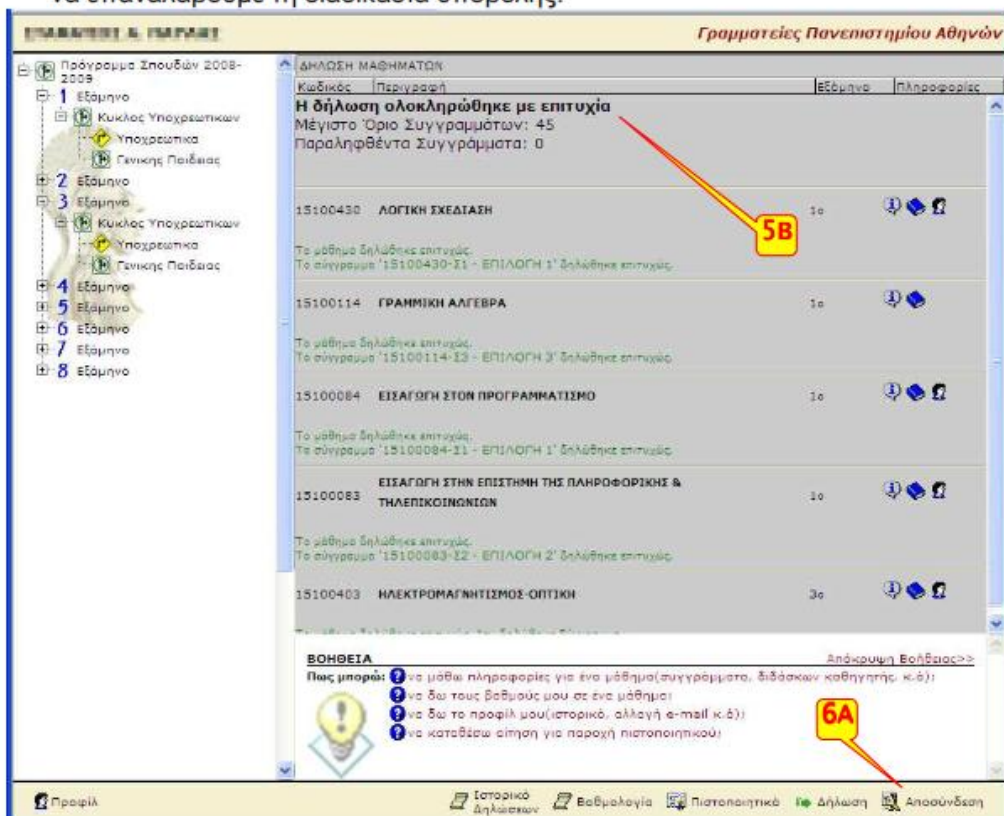 να επαναλάβουμε τη διαδικασία υποβολής.
Γραμματείες Πανεπιστημίου Αθηνών
Πρόγραμμα Σπουδών 2008-
2009
1 Εξάμηνο
Κυκλος Υποχρεωτικων
Υποχρεωτικα
Γενικης Παιδειας
2 Εξάμηνο
3 Εξάμηνο
Κυκλος Υποχρεωτικων
Υποχρεωτικα
Γενικης Παιδειας
4 Εξάμηνο
5 Εξάμηνο
6 Εξάμηνο
7 Εξάμηνο
8 Εξάμηνο
ΔΗΛΩΣΗ ΜΑΘΗΜΑΤΩΝ
Κωδικός Περιγραφή Εξάμηνο Πληροφορίες
Η δήλωση ολοκληρώθηκε με επιτυχία
Μέγιστο Όριο Συγγραμμάτων: 45
Παραληφθέντα Συγγράμματα: 0
5B
15100430 ΛΟΓΙΚΗ ΣΧΕΔΙΑΣΗ 1ο
Το μάθημα δηλώθηκε επιτυχώς.
Το σύγγραμμα '15100430-Σ1 - ΕΠΙΛΟΓΗ 1' δηλώθηκε επιτυχώς.
15100114 ΓΡΑΜΜΙΚΗ ΑΛΓΕΒΡΑ 1ο
Το μάθημα δηλώθηκε επιτυχώς.
Το σύγγραμμα '15100114-Σ3 - ΕΠΙΛΟΓΗ 3' δηλώθηκε επιτυχώς.
15100084 ΕΙΣΑΓΩΓΗ ΣΤΟΝ ΠΡΟΓΡΑΜΜΑΤΙΣΜΟ 1ο
Το μάθημα δηλώθηκε επιτυχώς.
Το σύγγραμμα '15100084-Σ1 - ΕΠΙΛΟΓΗ 1' δηλώθηκε επιτυχώς.
15100083 ΕΙΣΑΓΩΓΗ ΣΤΗΝ ΕΠΙΣΤΗΜΗ ΤΗΣ ΠΛΗΡΟΦΟΡΙΚΗΣ & 1ο
ΤΗΛΕΠΙΚΟΙΝΩΝΙΩΝ
Το μάθημα δηλώθηκε επιτυχώς.
Το σύγγραμμα '15100083-Σ2 - ΕΠΙΛΟΓΗ 2' δηλώθηκε επιτυχώς.
15100403 ΗΛΕΚΤΡΟΜΑΓΝΗΤΙΣΜΟΣ-ΟΠΤΙΚΗ 3ο
ΒΟΗΘΕΙΑ Απόκρυψη Βοήθειας>>
Πως μπορώ: να μάθω πληροφορίες για ένα μάθημα(συγγράμματα, διδάσκων καθηγητής, κ.ά);
να δω τους βαθμούς μου σε ένα μάθημα;
να δω το προφίλ μου(ιστορικό, αλλαγή e-mail κ.ά);
να καταθέσω αίτηση για παροχή πιστοποιητικού;
6A
Προφίλ Ιστορικό Δηλώσεων Βαθμολογία Πιστοποιητικά Δήλωση Αποσύνδεση